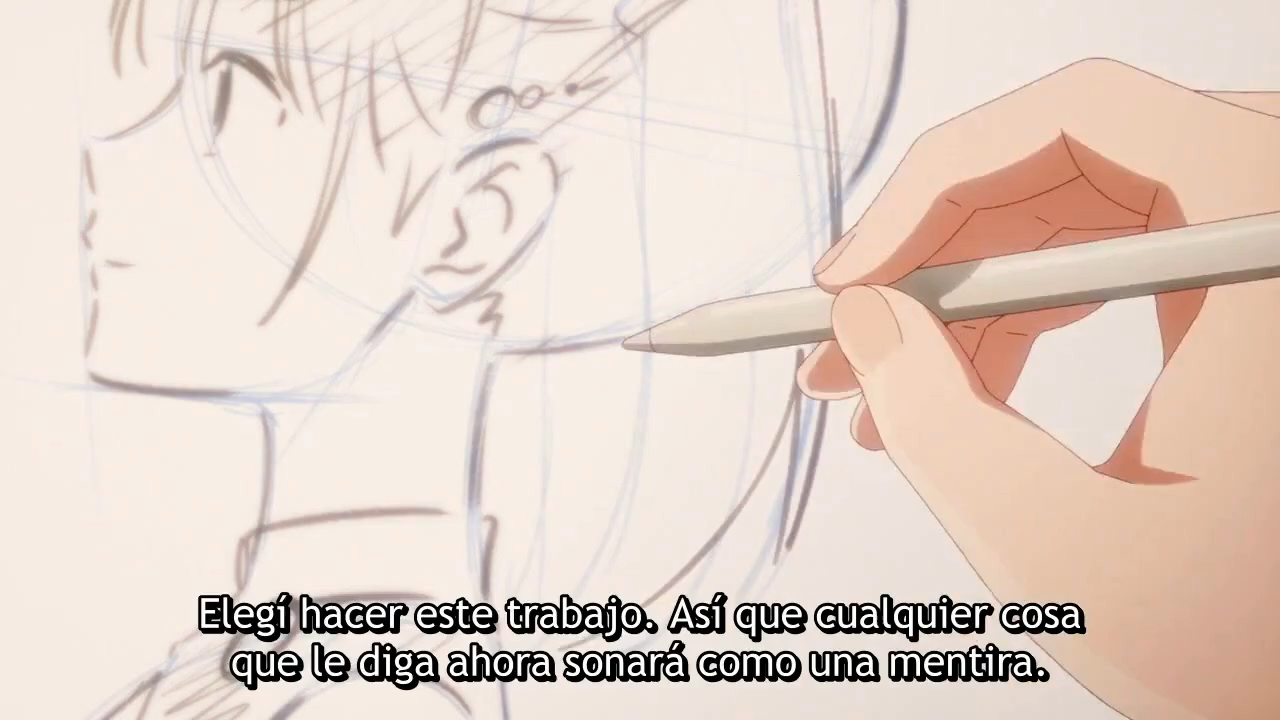 Elegí hacer este trabajo. Así que cualquier cosa
que le diga ahora sonará como una mentira.